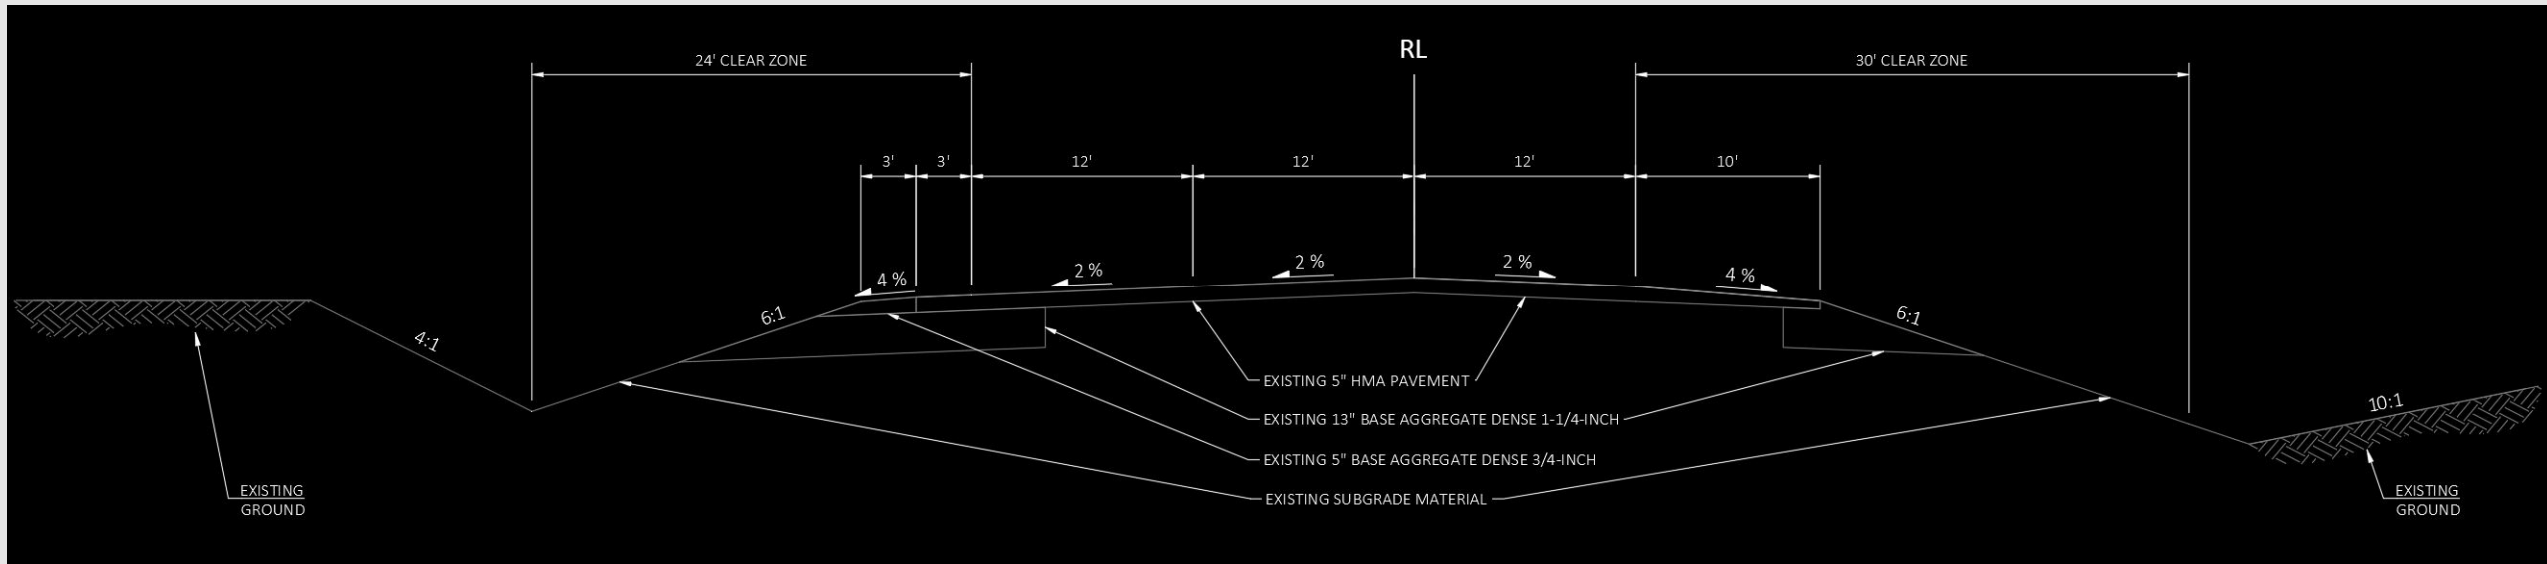 RL
24' CLEAR ZONE
30' CLEAR ZONE
3'
3'
12'
12'
12'
10'
4 %
2 %
2 %
2 %
4 %
4:1
6:1
6:1
10:1
EXISTING 5" HMA PAVEMENT
EXISTING 13" BASE AGGREGATE DENSE 1-1/4-INCH
EXISTING 5" BASE AGGREGATE DENSE 3/4-INCH
EXISTING SUBGRADE MATERIAL
EXISTING
GROUND
EXISTING
GROUND